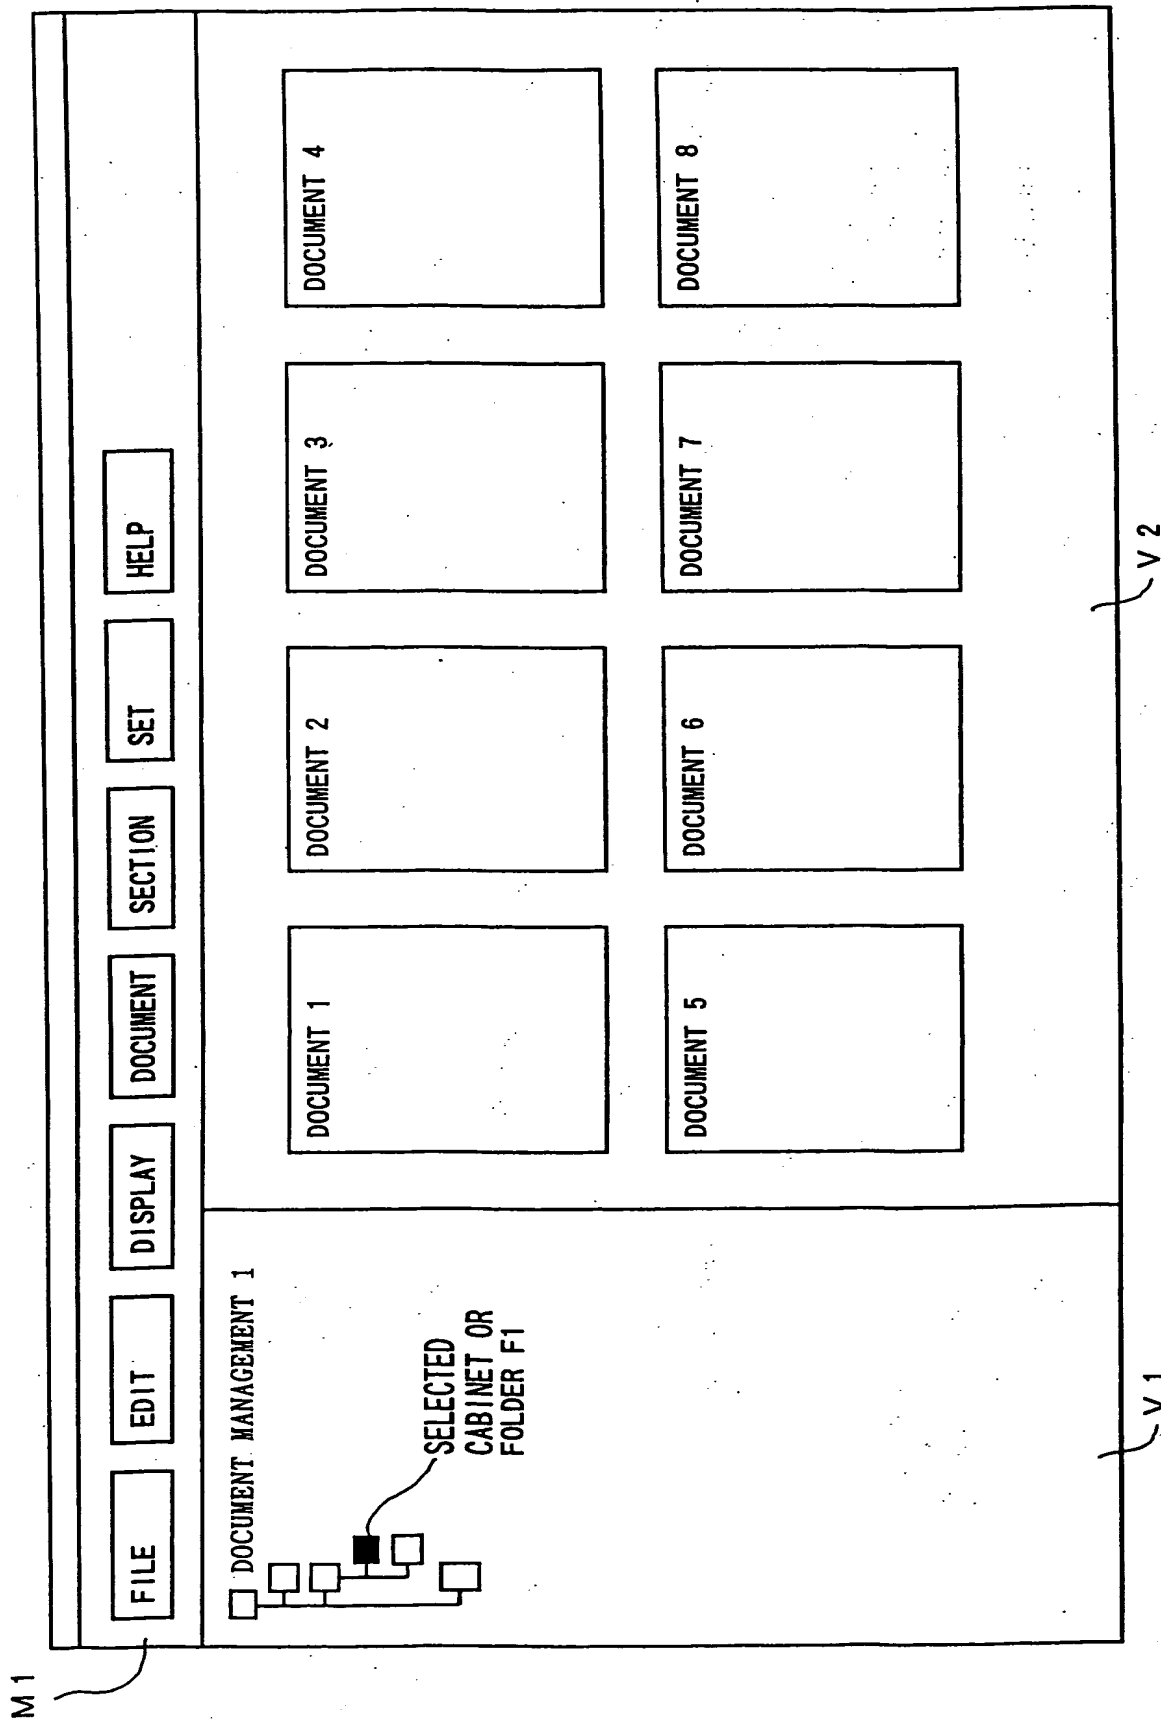 M1
FILE
EDIT
DISPLAY
DOCUMENT
SECTION
SET
HELP
DOCUMENT MANAGEMENT 1
SELECTED
CABINET OR
FOLDER F1
DOCUMENT 1
DOCUMENT 2
DOCUMENT 3
DOCUMENT 4
DOCUMENT 5
DOCUMENT 6
DOCUMENT 7
DOCUMENT 8
V1
V2